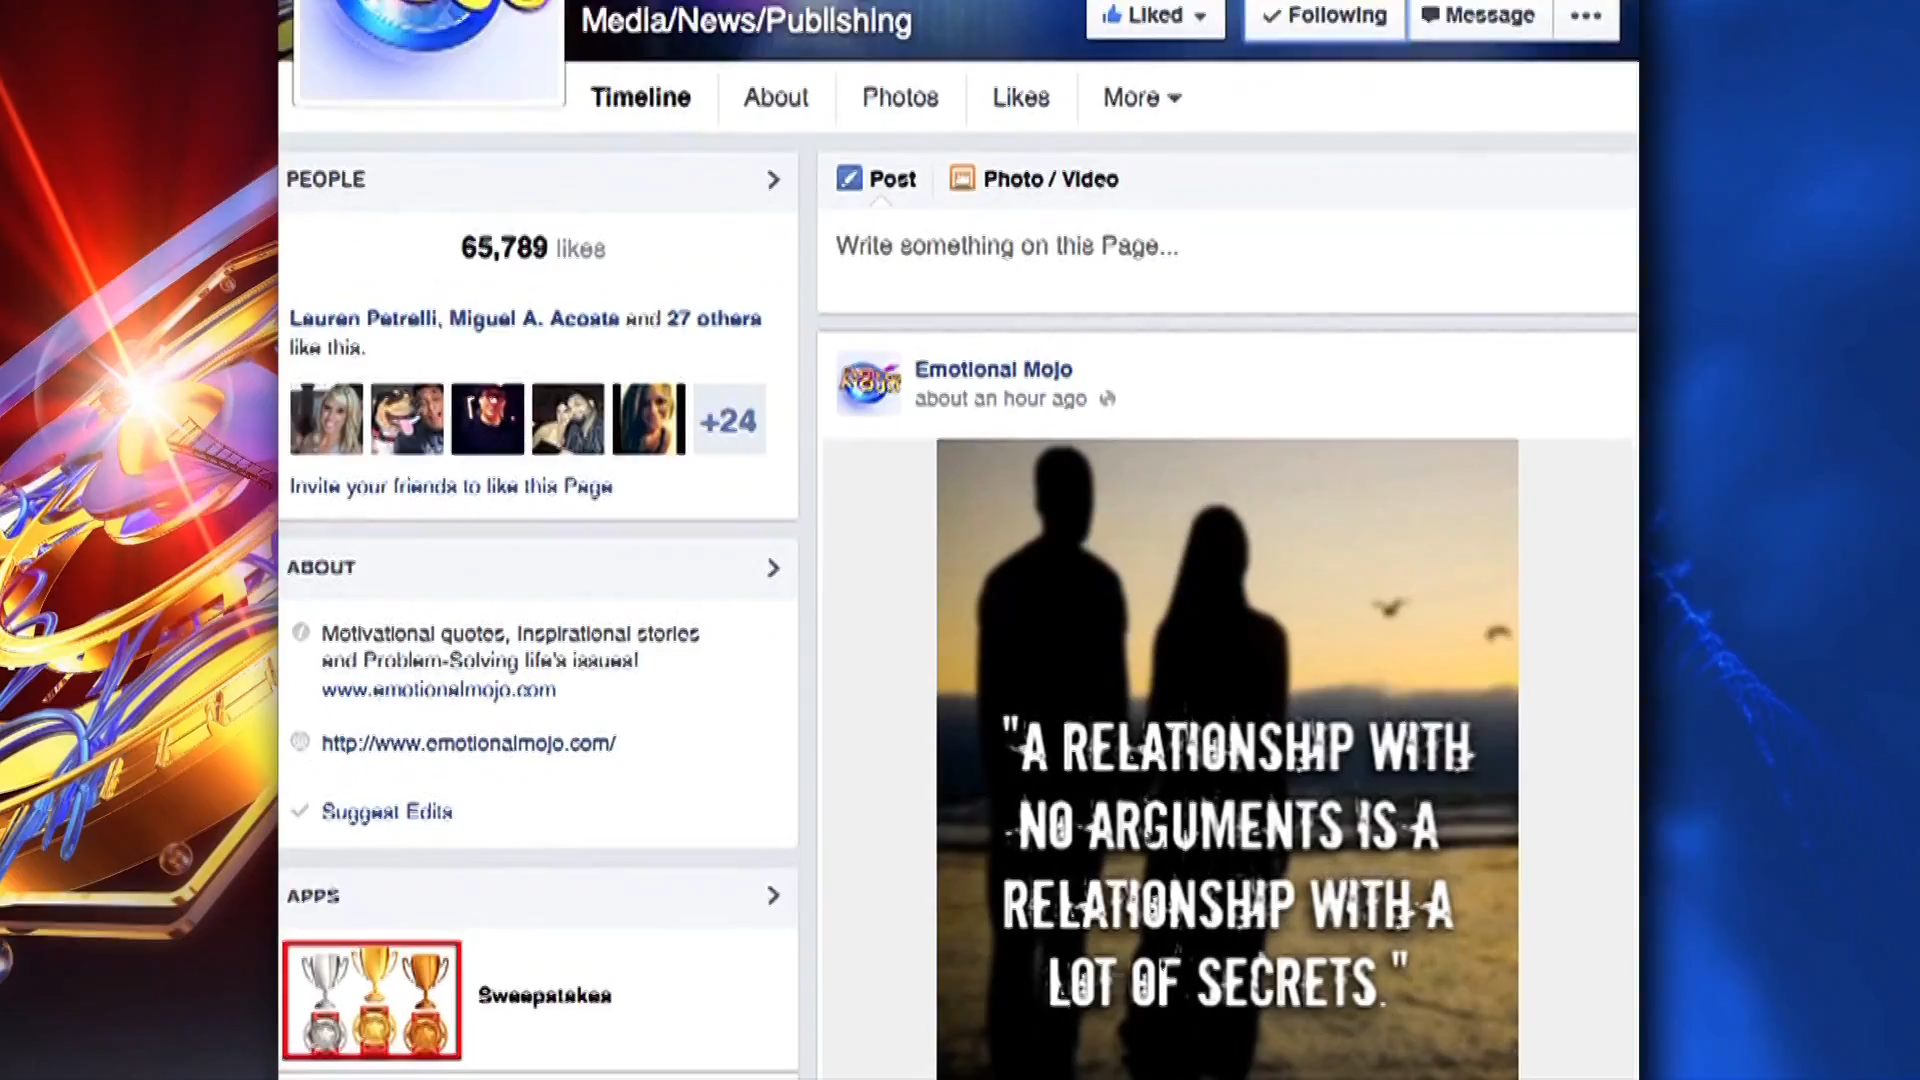 Media/News/Publishing
Liked
Following
Message
Timeline
About
Photos
Likes
More
PEOPLE
65,789 likes
Lauren Petrelli, Miguel A. Acosta and 27 others
like this.
+24
Invite your friends to like this Page
ABOUT
Motivational quotes, Inspirational stories
and Problem-Solving life's issues!
www.emotionalmojo.com
http://www.emotionalmojo.com/
Suggest Edits
APPS
Sweepstakes
Post
Photo / Video
Write something on this Page...
Emotional Mojo
about an hour ago
"A RELATIONSHIP WITH
NO ARGUMENTS IS A
RELATIONSHIP WITH A
LOT OF SECRETS."